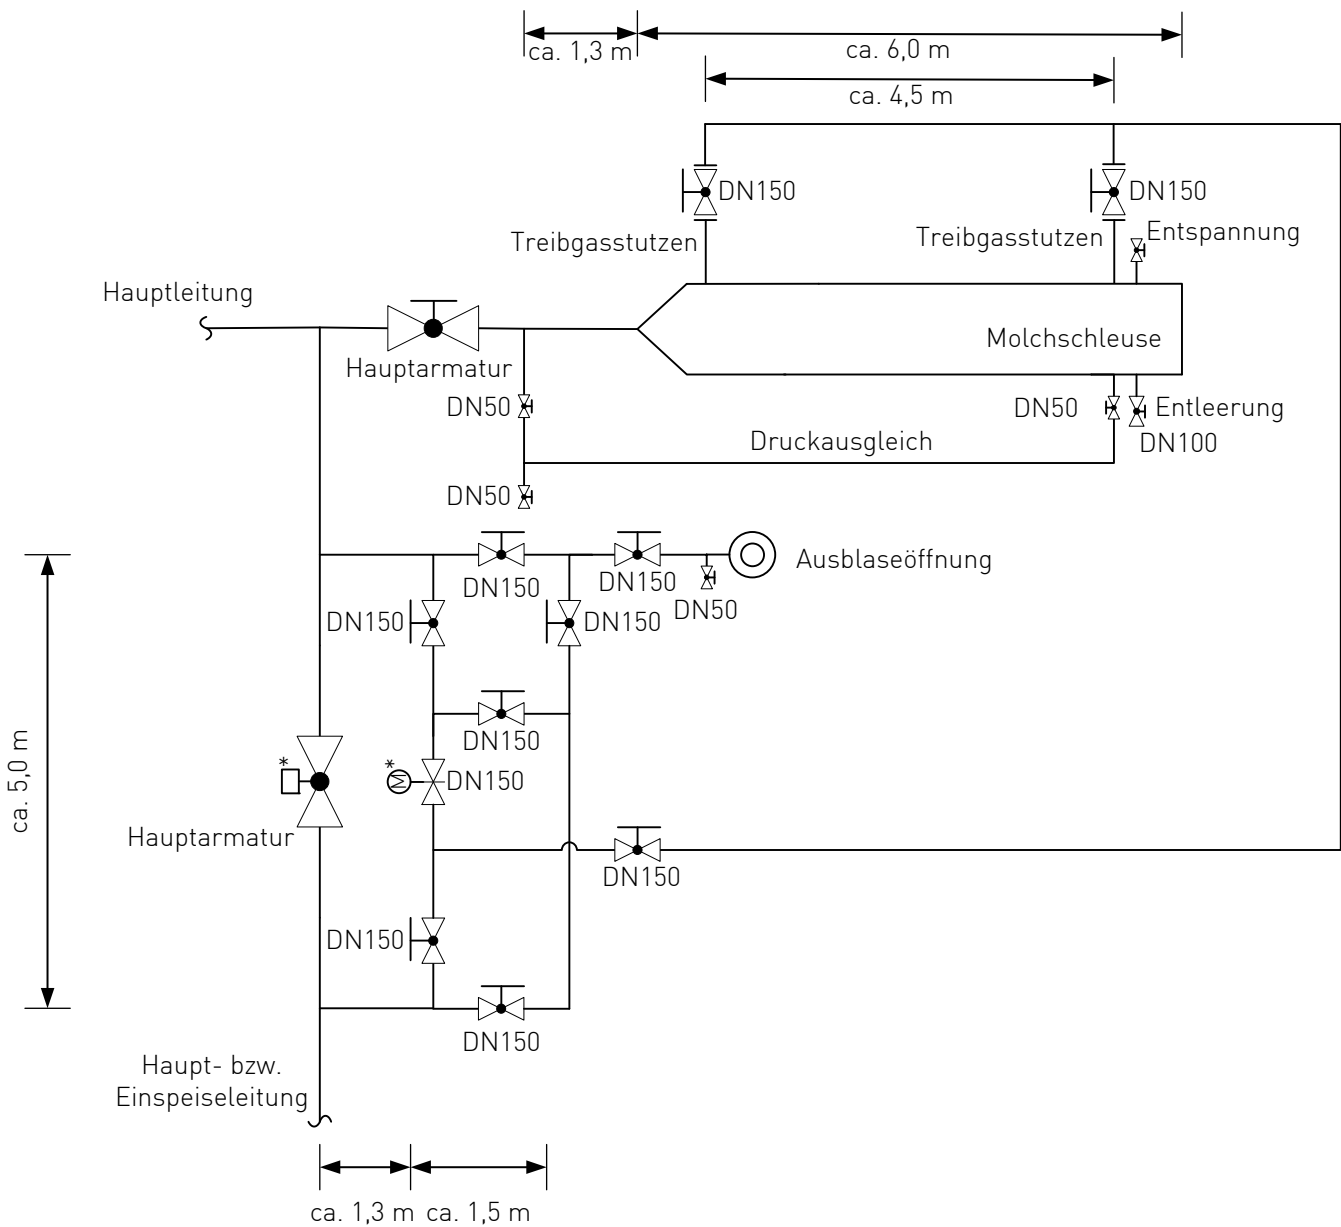 ca. 1,3 m
ca. 6,0 m
ca. 4,5 m
DN150
DN150
Treibgasstutzen
Treibgasstutzen
Entspannung
Hauptleitung
Molchschleuse
Hauptarmatur
DN50
DN50
Entleerung
DN100
Druckausgleich
DN50
Ausblaseöffnung
DN150
DN150
DN50
DN150
DN150
DN150
ca. 5,0 m
*
M*
DN150
Hauptarmatur
DN150
DN150
DN150
Haupt- bzw.
Einspeiseleitung
ca. 1,3 m
ca. 1,5 m